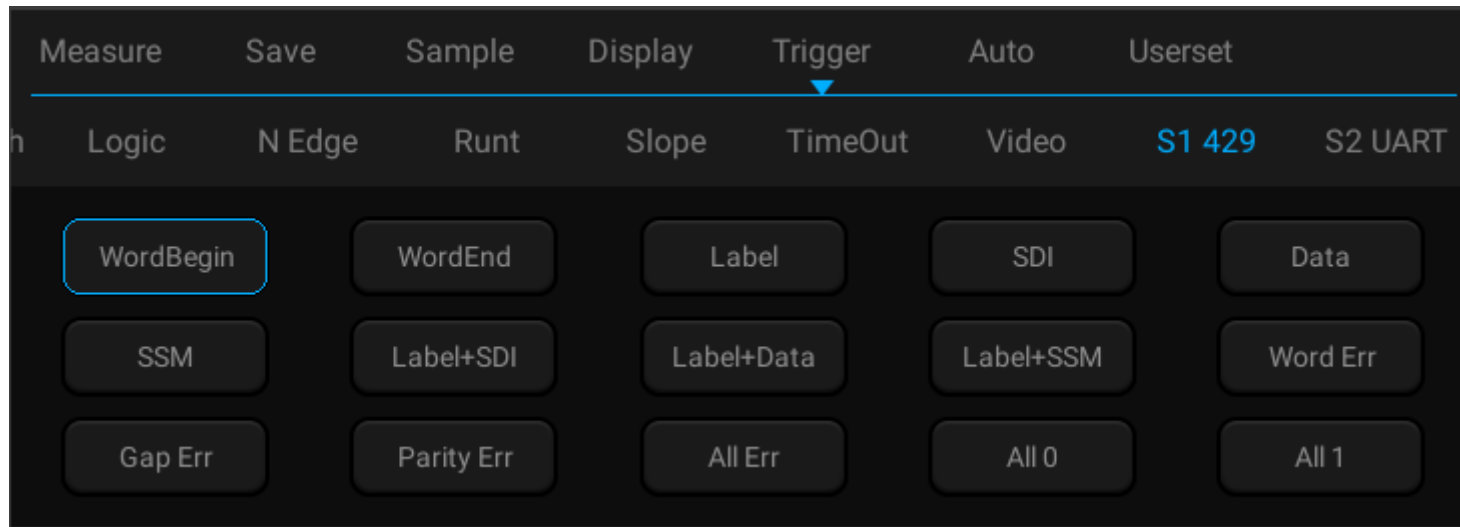 Measure Save Sample Display Trigger Auto Userset
h Logic N Edge Runt Slope TimeOut Video S1 429 S2 UART
WordBegin WordEnd Label SDI Data
SSM Label+SDI Label+Data Label+SSM Word Err
Gap Err Parity Err All Err All 0 All 1